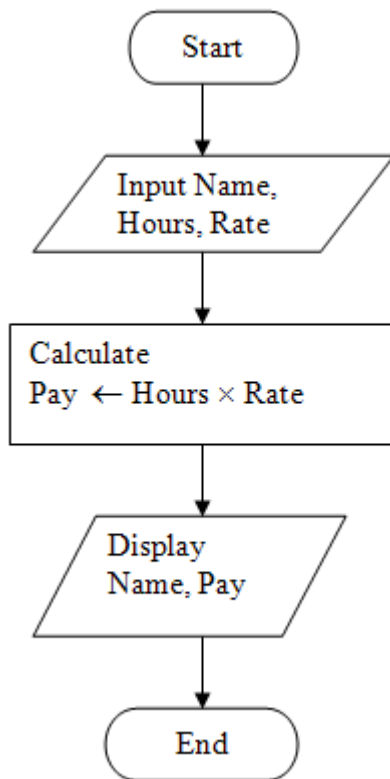 Start
Input Name,
Hours, Rate
Calculate
Pay ← Hours × Rate
Display
Name, Pay
End